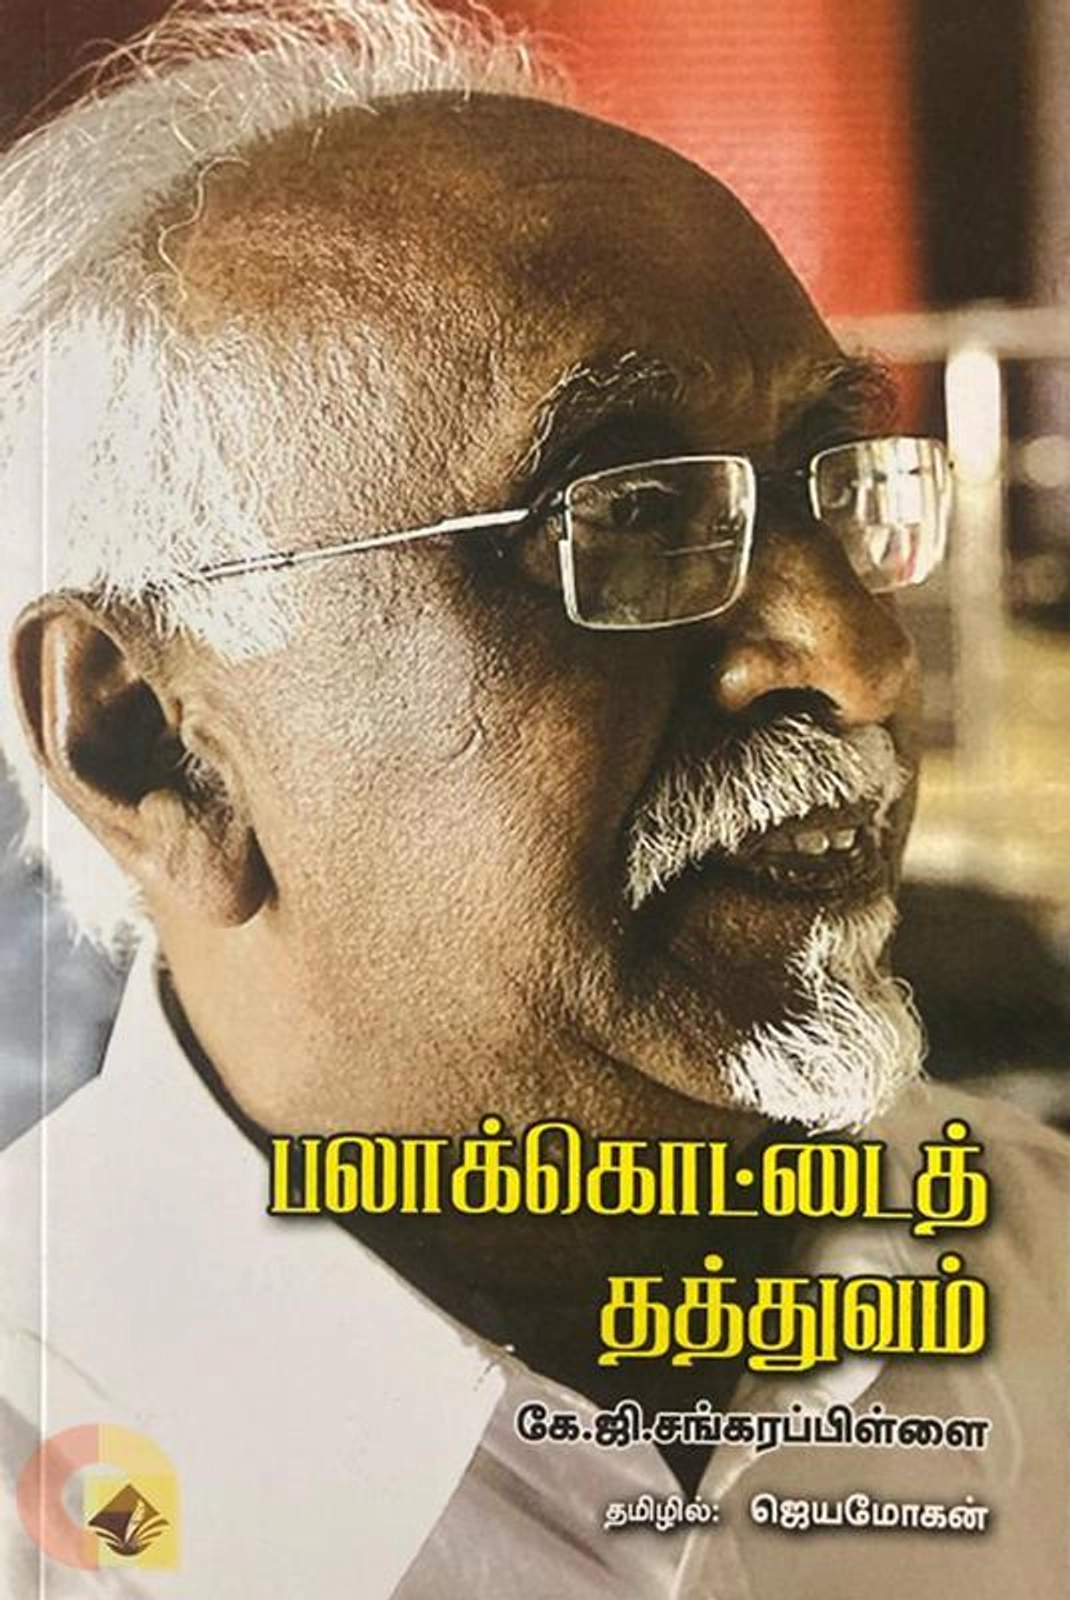 பலாக்கொட்டைத்
தத்துவம்
கே.ஜி.சங்கரப்பிள்ளை
தமிழில்: ஜெயமோகன்